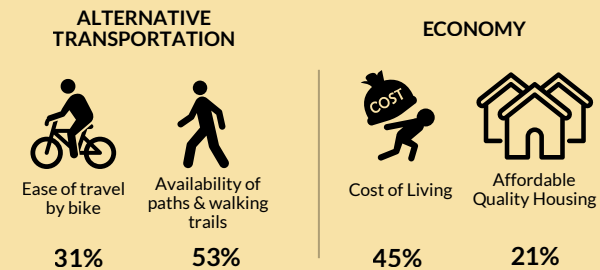 ALTERNATIVE
TRANSPORTATION
Ease of travel
by bike
31%
Availability of
paths & walking
trails
53%
ECONOMY
COST
Cost of Living
45%
Affordable
Quality Housing
21%